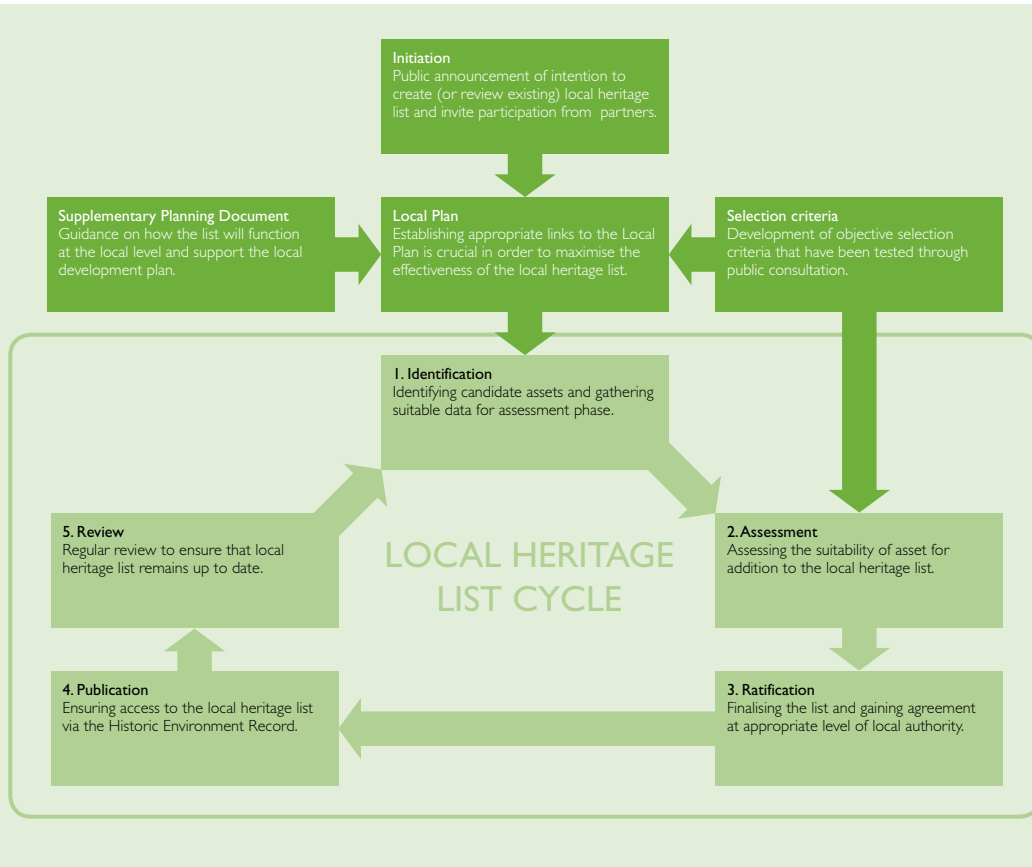 Initiation
Public announcement of intention to
create (or review existing) local heritage
list and invite participation from partners.
Supplementary Planning Document
Guidance on how the list will function
at the local level and support the local
development plan.
Local Plan
Establishing appropriate links to the Local
Plan is crucial in order to maximise the
effectiveness of the local heritage list.
Selection criteria
Development of objective selection
criteria that have been tested through
public consultation.
1. Identification
Identifying candidate assets and gathering
suitable data for assessment phase.
5. Review
Regular review to ensure that local
heritage list remains up to date.
LOCAL HERITAGE
LIST CYCLE
2. Assessment
Assessing the suitability of asset for
addition to the local heritage list.
4. Publication
Ensuring access to the local heritage list
via the Historic Environment Record.
3. Ratification
Finalising the list and gaining agreement
at appropriate level of local authority.